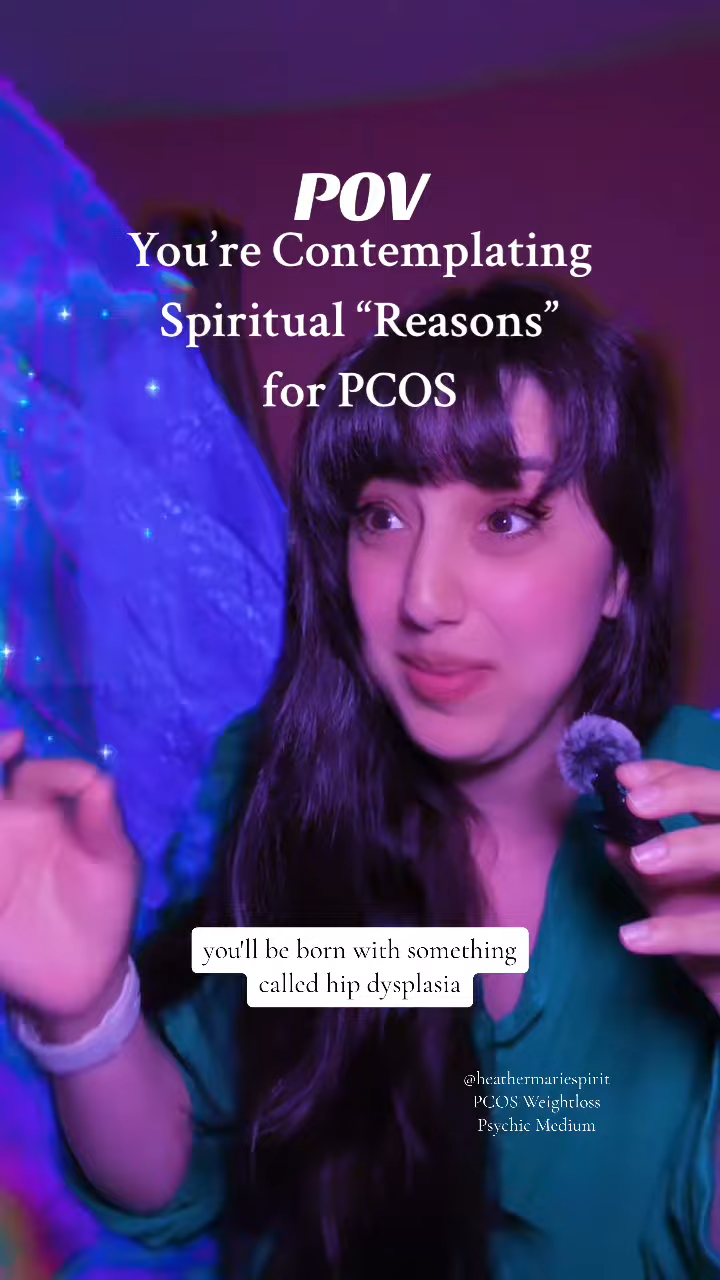 POV
You’re Contemplating
Spiritual “Reasons”
for PCOS
you'll be born with something
called hip dysplasia
@heathermariespirit
PCOS Weightloss
Psychic Medium